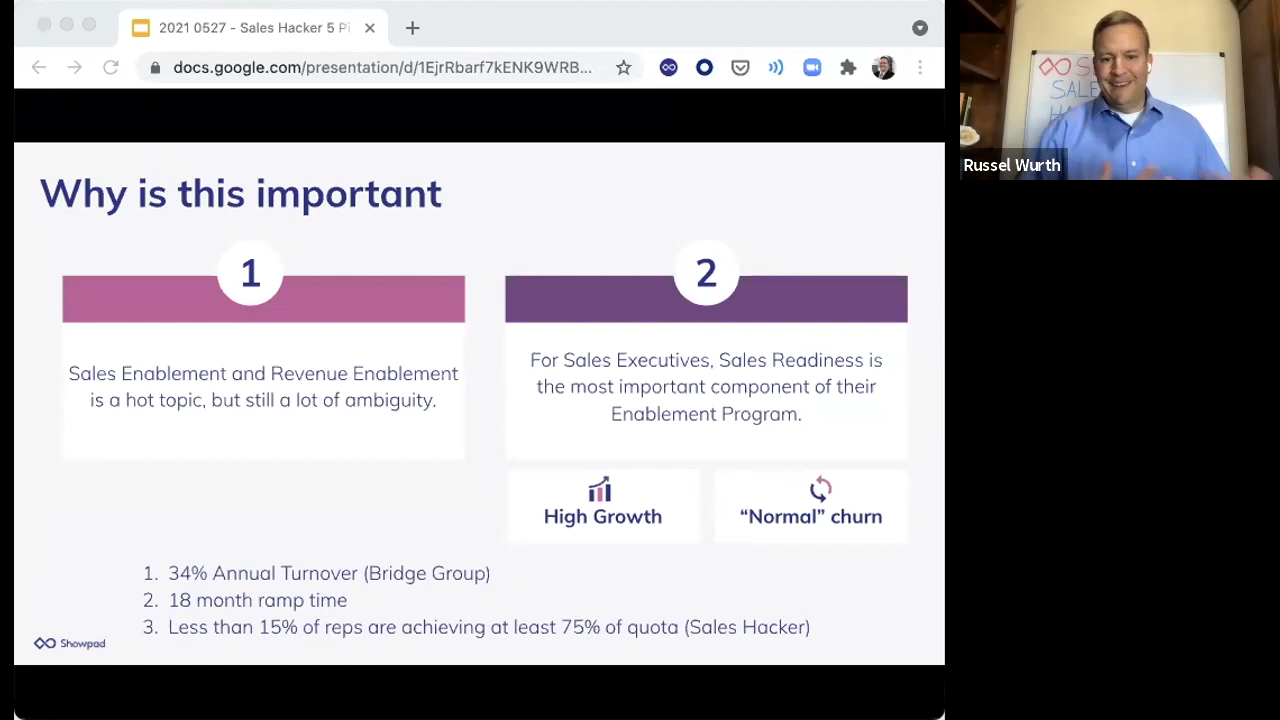 2021 0527 - Sales Hacker 5 Pi
docs.google.com/presentation/d/1EjrRbarf7kENK9WRB...
Why is this important
1
Sales Enablement and Revenue Enablement
is a hot topic, but still a lot of ambiguity.
2
For Sales Executives, Sales Readiness is
the most important component of their
Enablement Program.
High Growth
“Normal” churn
1. 34% Annual Turnover (Bridge Group)
2. 18 month ramp time
3. Less than 15% of reps are achieving at least 75% of quota (Sales Hacker)
Showpad
SALE
Russel Wurth